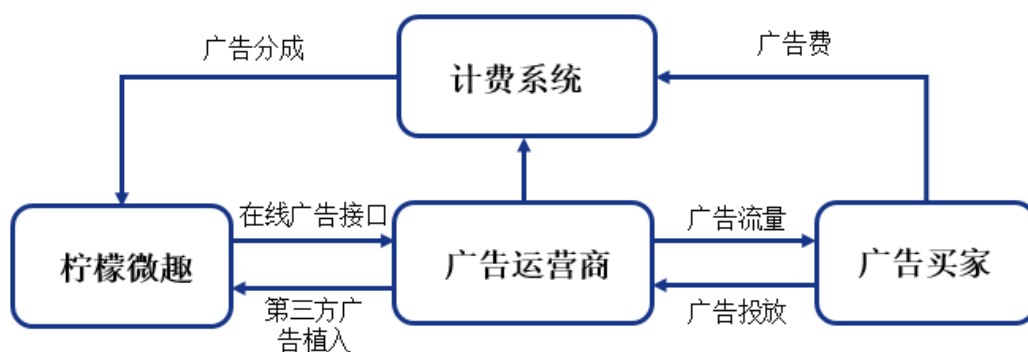 广告分成
广告费
计费系统
在线广告接口
广告流量
柠檬微趣
广告运营商
广告买家
第三方广
告植入
广告投放